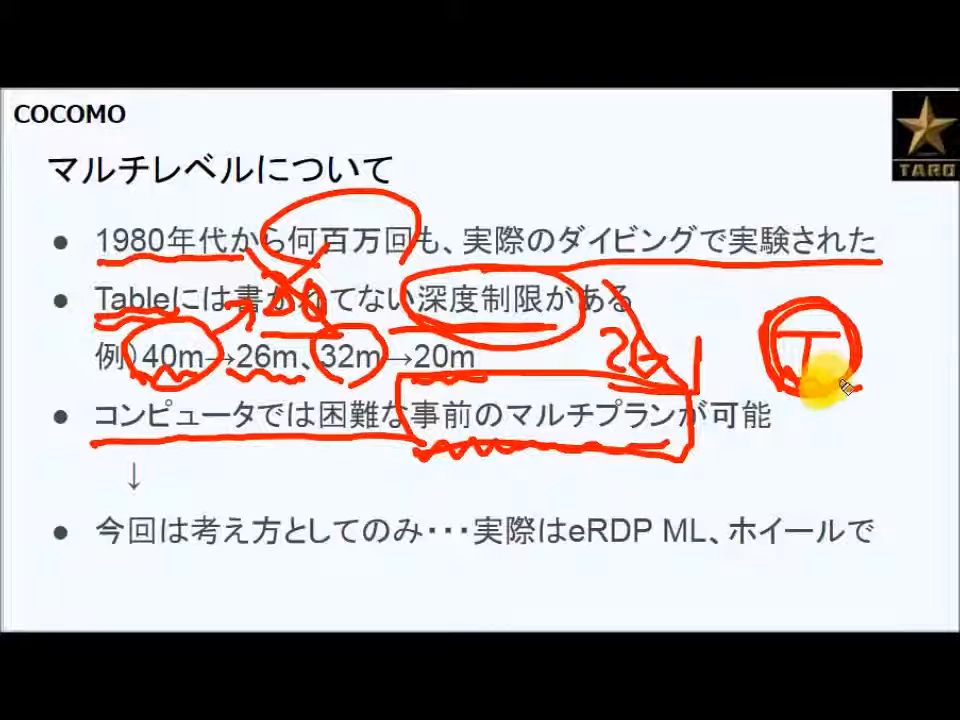 COCOMO
TARO
マルチレベルについて
● 1980年代から何百万回も、実際のダイビングで実験された
● Tableには書かれてない深度制限がある
例）40m→26m、32m→20m
● コンピュータでは困難な事前のマルチプランが可能
↓
● 今回は考え方としてのみ･･･実際はeRDP ML、ホイールで